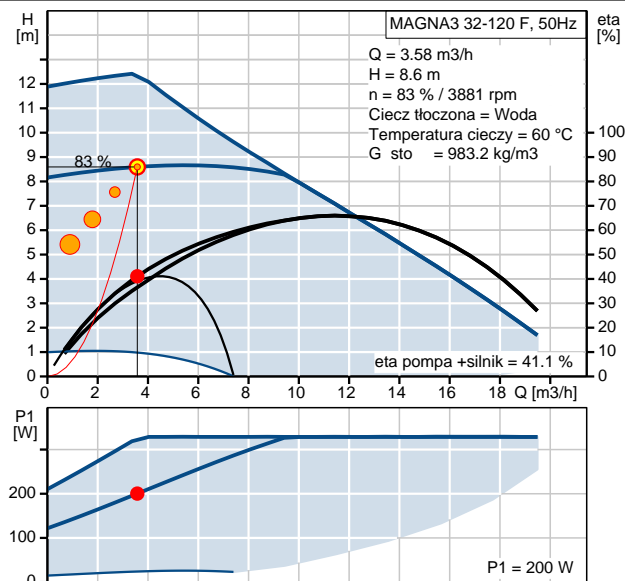 H
[m]
MAGNA3 32-120 F, 50Hz
eta
[%]
Q = 3.58 m3/h
H = 8.6 m
n = 83 % / 3881 rpm
Ciecz tłoczona = Woda
Temperatura cieczy = 60 °C
G sto = 983.2 kg/m3
12
11
10
9
8
7
6
5
4
3
2
1
0
83 %
100
90
80
70
60
50
40
30
20
10
0
eta pompa +silnik = 41.1 %
0 2 4 6 8 10 12 14 16 18 Q [m3/h]
P1
[W]
200
100
0
P1 = 200 W